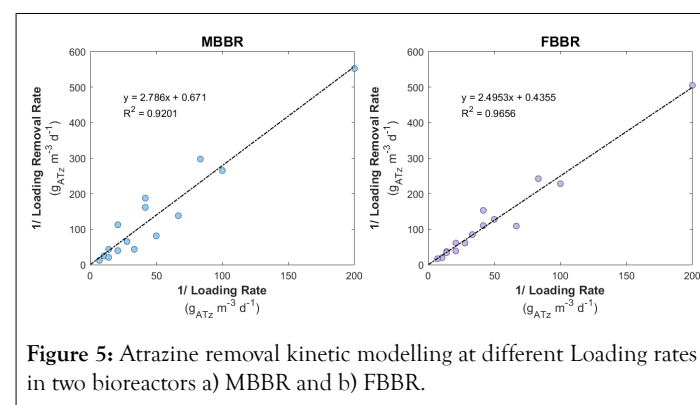 MBBR
600
500
400
300
200
100
0
y = 2.786x + 0.671
R² = 0.9201
1/ Loading Removal Rate
(g_ATz m⁻³ d⁻¹)
0 50 100 150 200
1/ Loading Rate
(g_ATz m⁻³ d⁻¹)
FBBR
600
500
400
300
200
100
0
y = 2.4953x + 0.4355
R² = 0.9656
1/ Loading Removal Rate
(g_ATz m⁻³ d⁻¹)
0 50 100 150 200
1/ Loading Rate
(g_ATz m⁻³ d⁻¹)
Figure 5: Atrazine removal kinetic modelling at different Loading rates
in two bioreactors a) MBBR and b) FBBR.